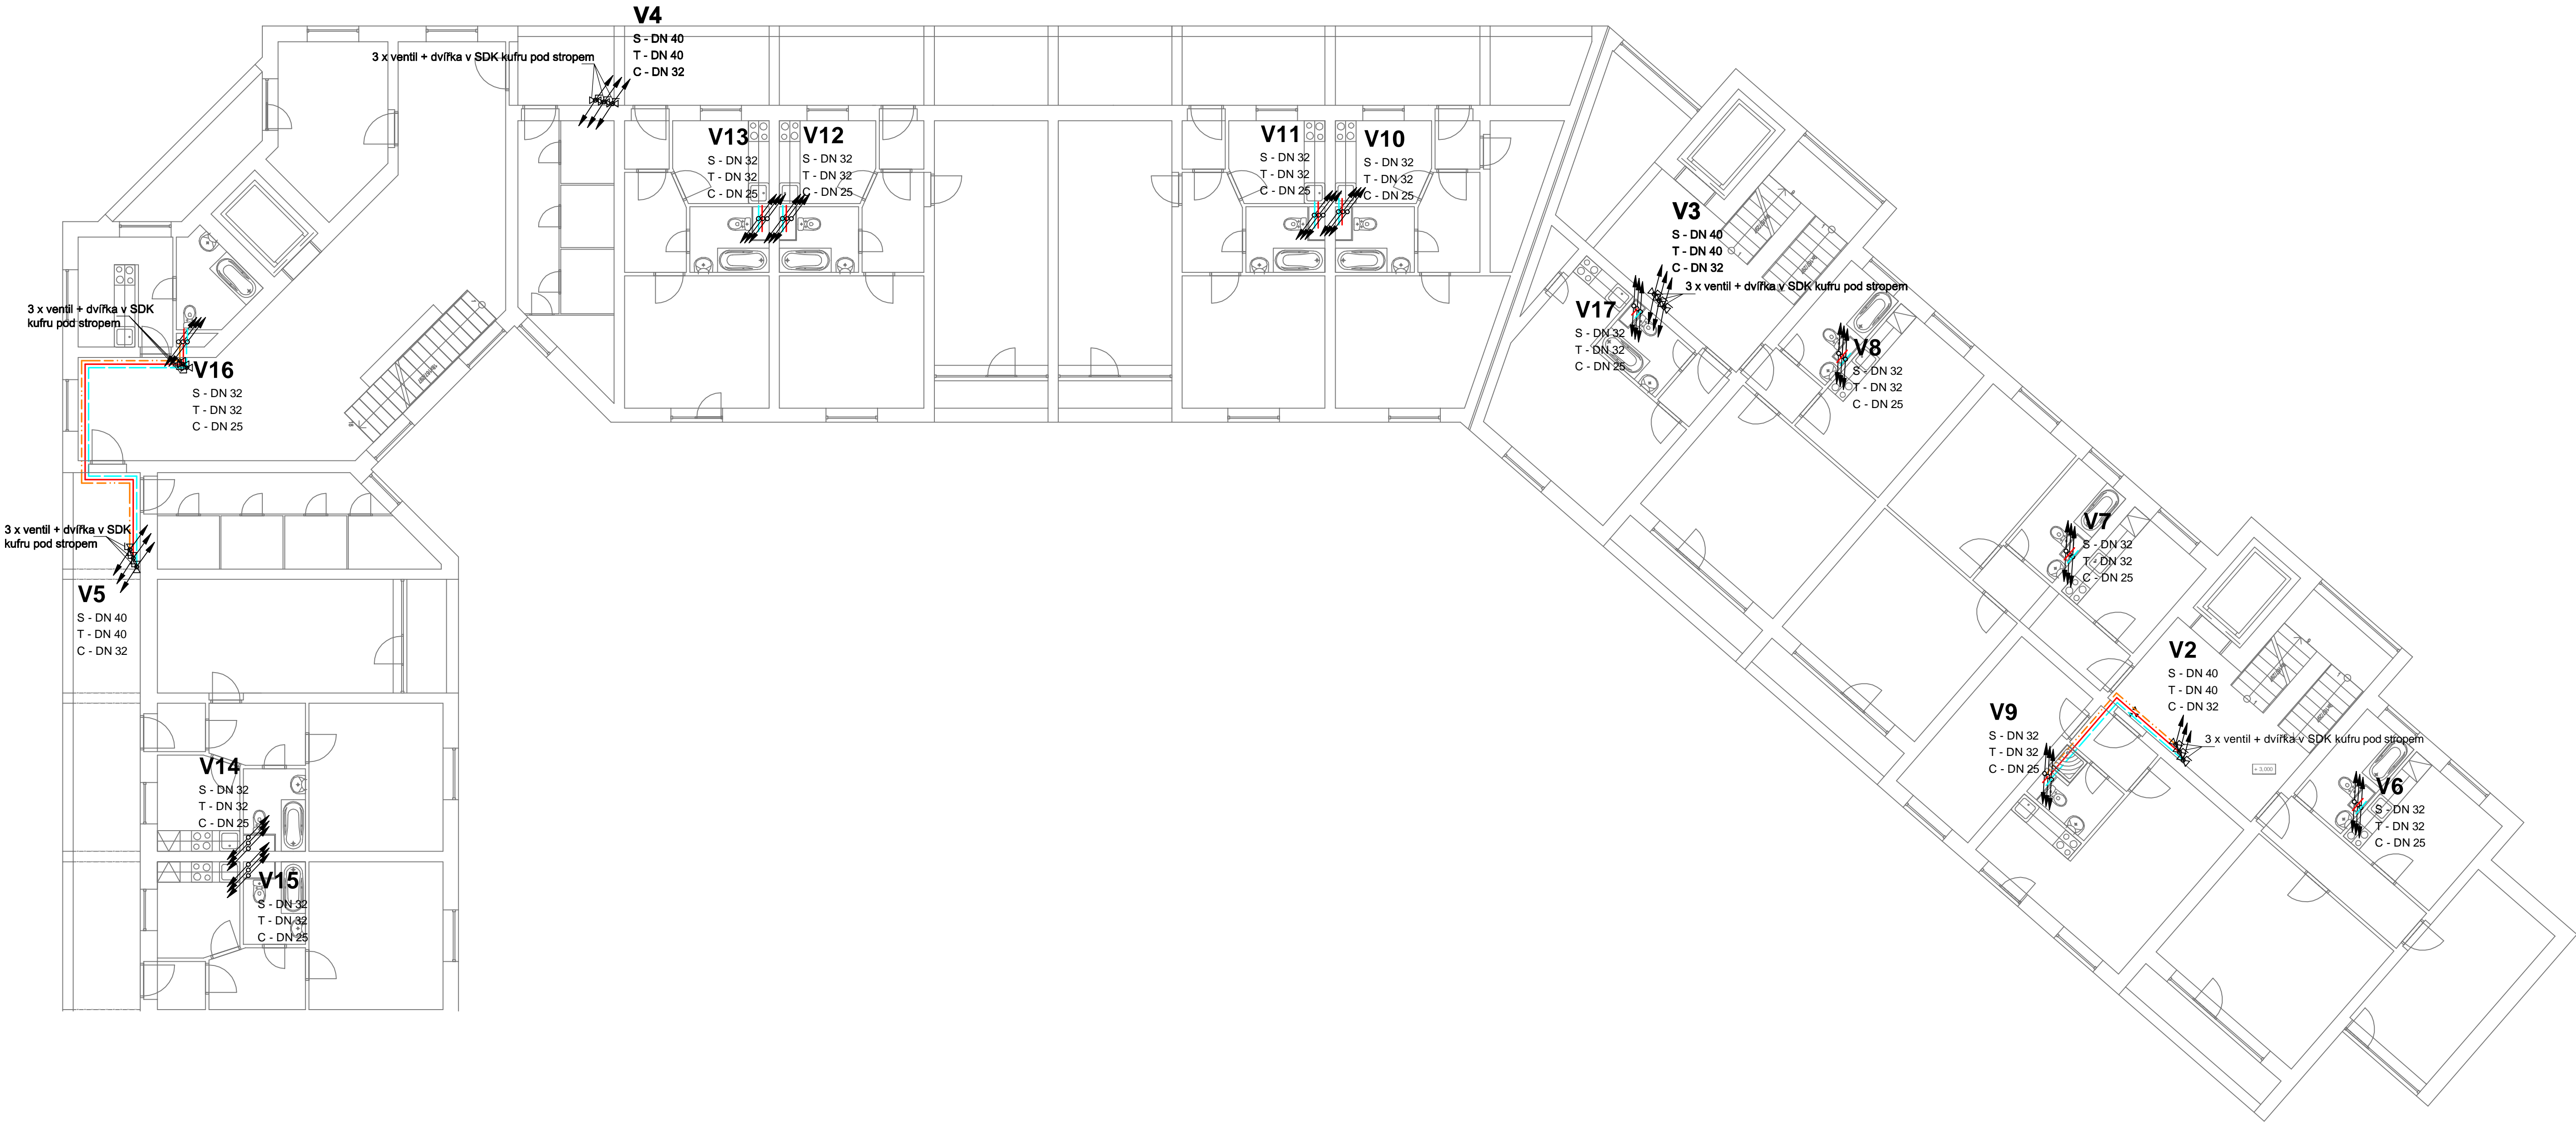 V4
S - DN 40
T - DN 40
C - DN 32
3 x ventil + dvířka v SDK kufru pod stropem
V13
S - DN 32
T - DN 32
C - DN 25
V12
S - DN 32
T - DN 32
C - DN 25
V11
S - DN 32
T - DN 32
C - DN 25
V10
S - DN 32
T - DN 32
C - DN 25
V3
S - DN 40
T - DN 40
C - DN 32
3 x ventil + dvířka v SDK kufru pod stropem
V17
S - DN 32
T - DN 32
C - DN 25
V8
S - DN 32
T - DN 32
C - DN 25
3 x ventil + dvířka v SDK
kufru pod stropem
V16
S - DN 32
T - DN 32
C - DN 25
3 x ventil + dvířka v SDK
kufru pod stropem
V5
S - DN 40
T - DN 40
C - DN 32
V7
S - DN 32
T - DN 32
C - DN 25
V2
S - DN 40
T - DN 40
C - DN 32
3 x ventil + dvířka v SDK kufru pod stropem
V9
S - DN 32
T - DN 32
C - DN 25
+ 3,000
V6
S - DN 32
T - DN 32
C - DN 25
V14
S - DN 32
T - DN 32
C - DN 25
V15
S - DN 32
T - DN 32
C - DN 25